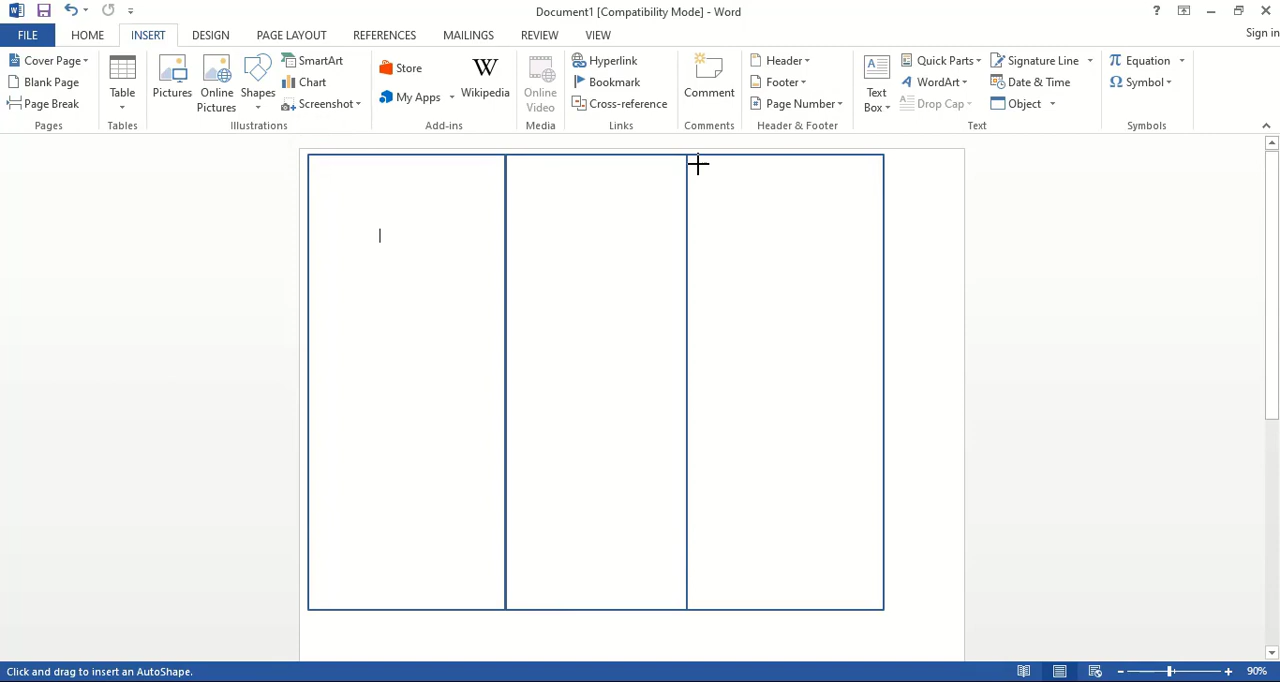 Document1 [Compatibility Mode] - Word
?
FILE HOME INSERT DESIGN PAGE LAYOUT REFERENCES MAILINGS REVIEW VIEW Sign in
Cover Page
Blank Page
Page Break
Pages
Table
Tables
Pictures
Online Pictures
Shapes
SmartArt
Chart
Screenshot
Illustrations
Store
My Apps
W
Wikipedia
Add-ins
Online Video
Media
Hyperlink
Bookmark
Cross-reference
Links
Comment
Comments
Header
Footer
# Page Number
Header & Footer
A
Text Box
Quick Parts
A WordArt
A Drop Cap
Signature Line
Date & Time
Object
Text
π Equation
Ω Symbol
Symbols
Click and drag to insert an AutoShape.
90%